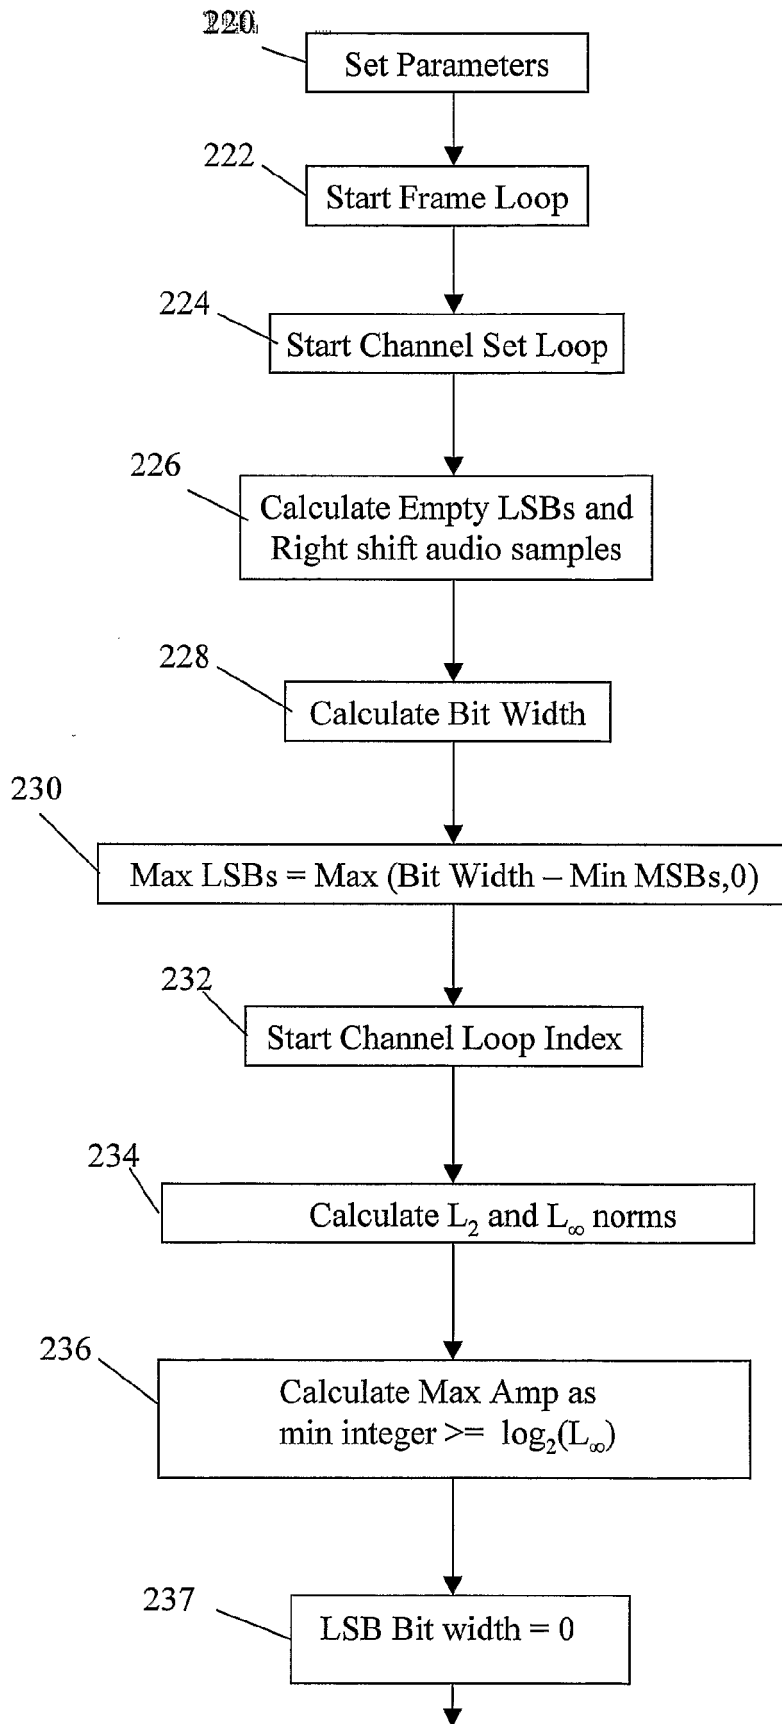 220
Set Parameters
222
Start Frame Loop
224
Start Channel Set Loop
226
Calculate Empty LSBs and
Right shift audio samples
228
Calculate Bit Width
230
Max LSBs = Max (Bit Width – Min MSBs,0)
232
Start Channel Loop Index
234
Calculate L₂ and L∞ norms
236
Calculate Max Amp as
min integer >= log₂(L∞)
237
LSB Bit width = 0